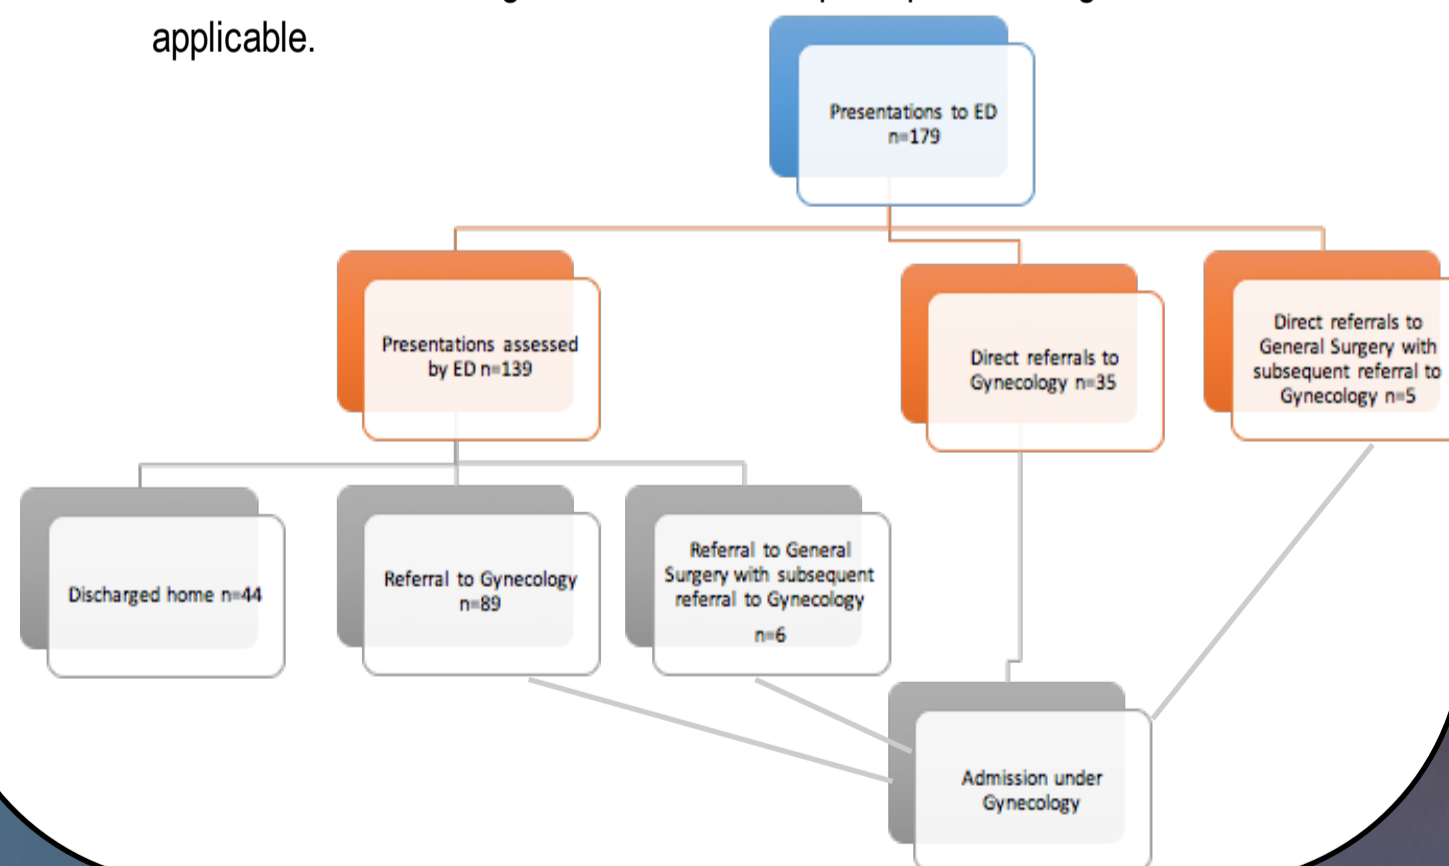 applicable.
Presentations to ED
n=179
Presentations assessed
by ED n=139
Direct referrals to
Gynecology n=35
Direct referrals to
General Surgery with
subsequent referral to
Gynecology n=5
Discharged home n=44
Referral to Gynecology
n=89
Referral to General
Surgery with subsequent
referral to Gynecology
n=6
Admission under
Gynecology